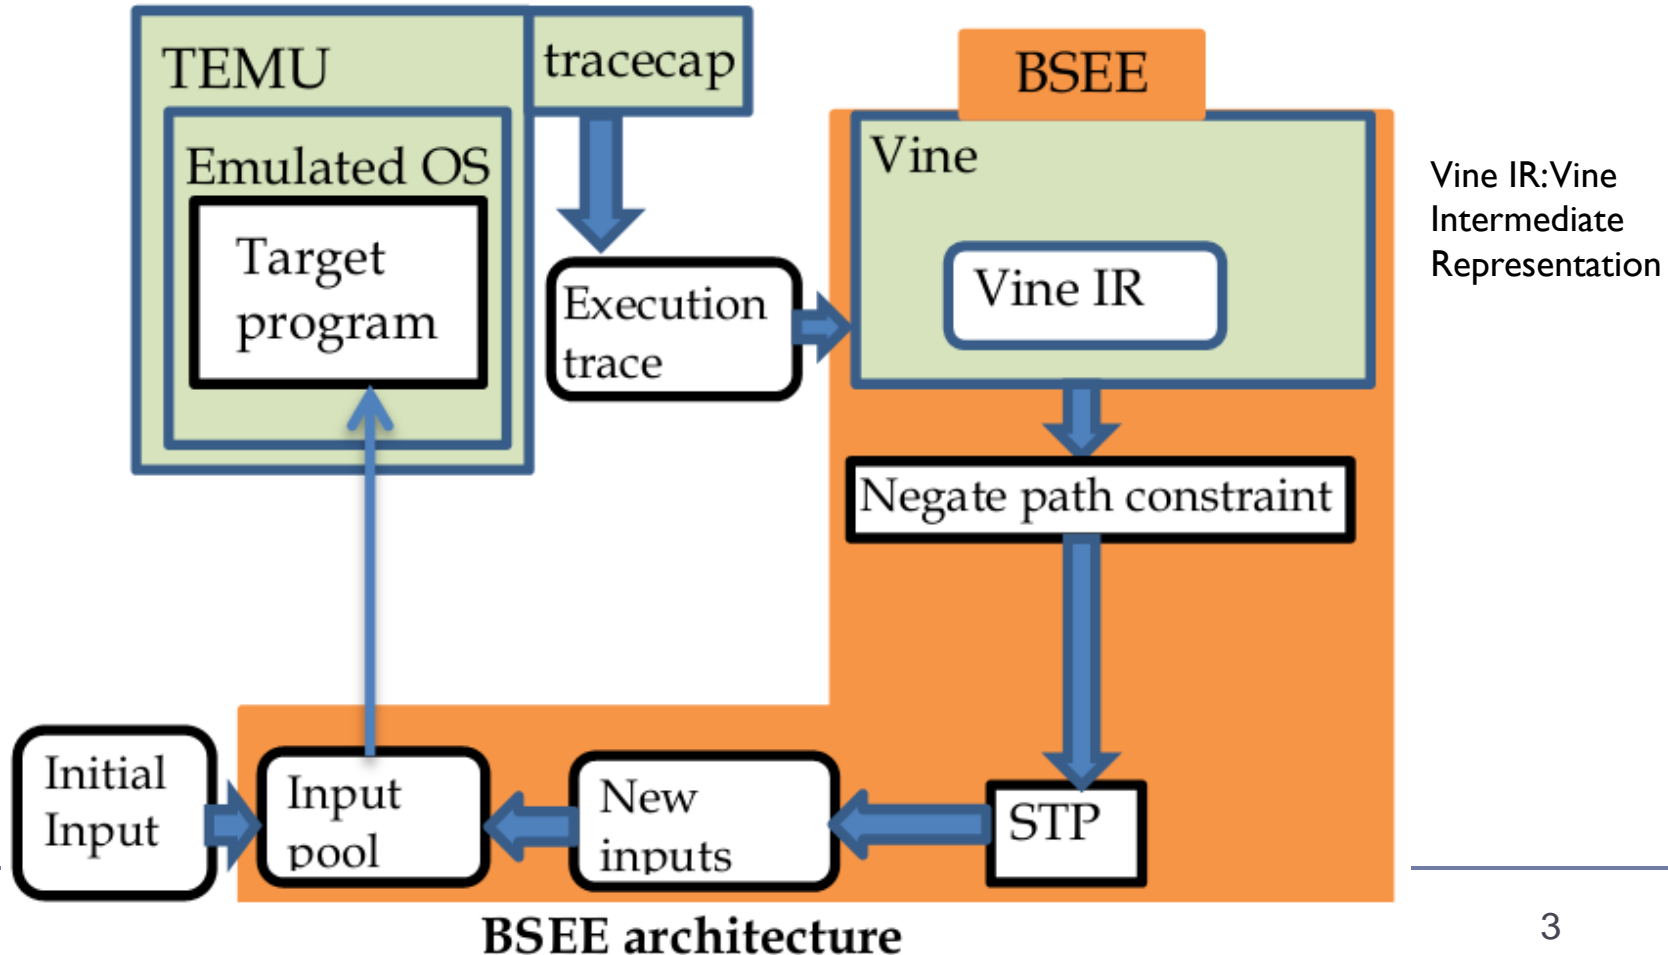 TEMU
tracecap
BSEE
Emulated OS
Vine
Target
program
Execution
trace
Vine IR
Vine IR:Vine
Intermediate
Representation
Negate path constraint
Initial
Input
Input
pool
New
inputs
STP
BSEE architecture
3